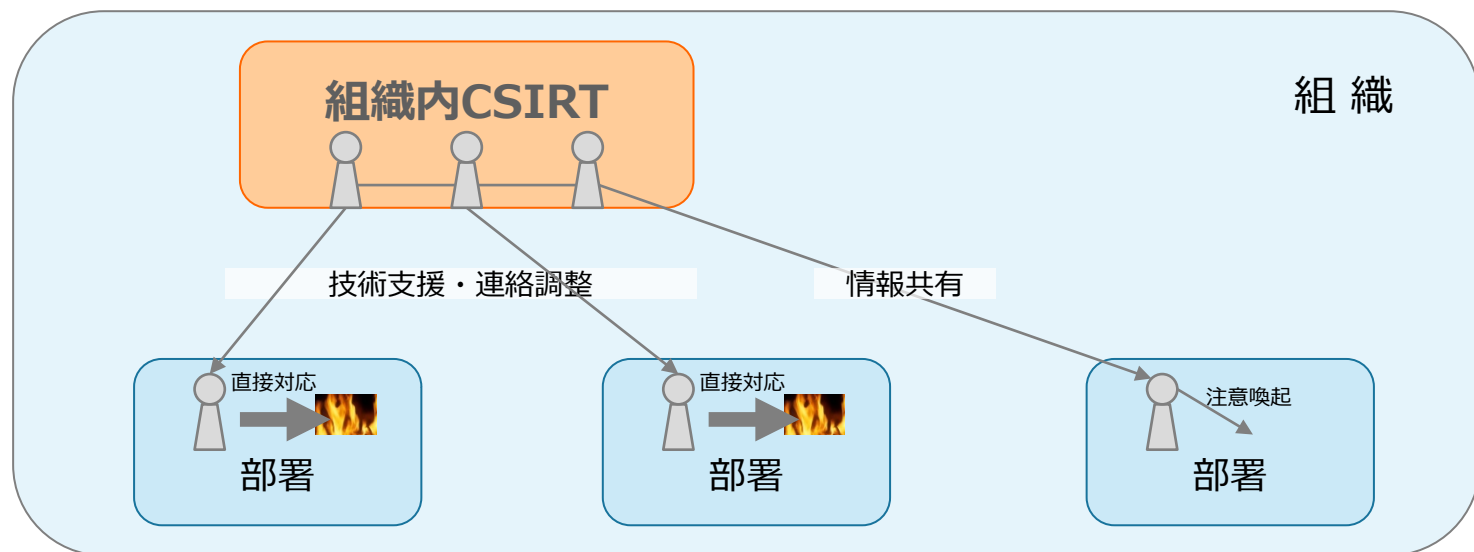 組織内CSIRT
組 織
技術支援・連絡調整
情報共有
直接対応
部署
直接対応
部署
注意喚起
部署